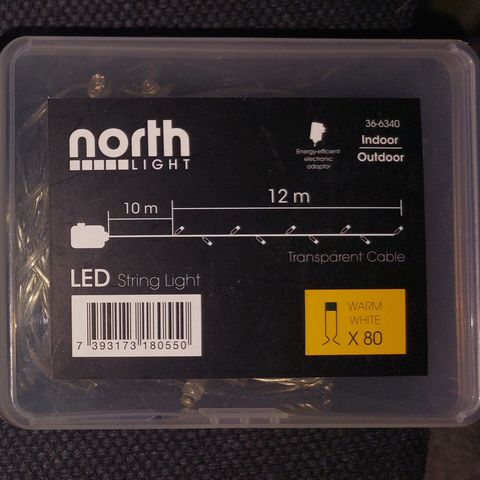 north
LIGHT
Energy-efficient
electronic
adaptor
36-6340
Indoor
Outdoor
10 m
12 m
Transparent Cable
LED String Light
7 393173 180550
WARM
WHITE
X 80